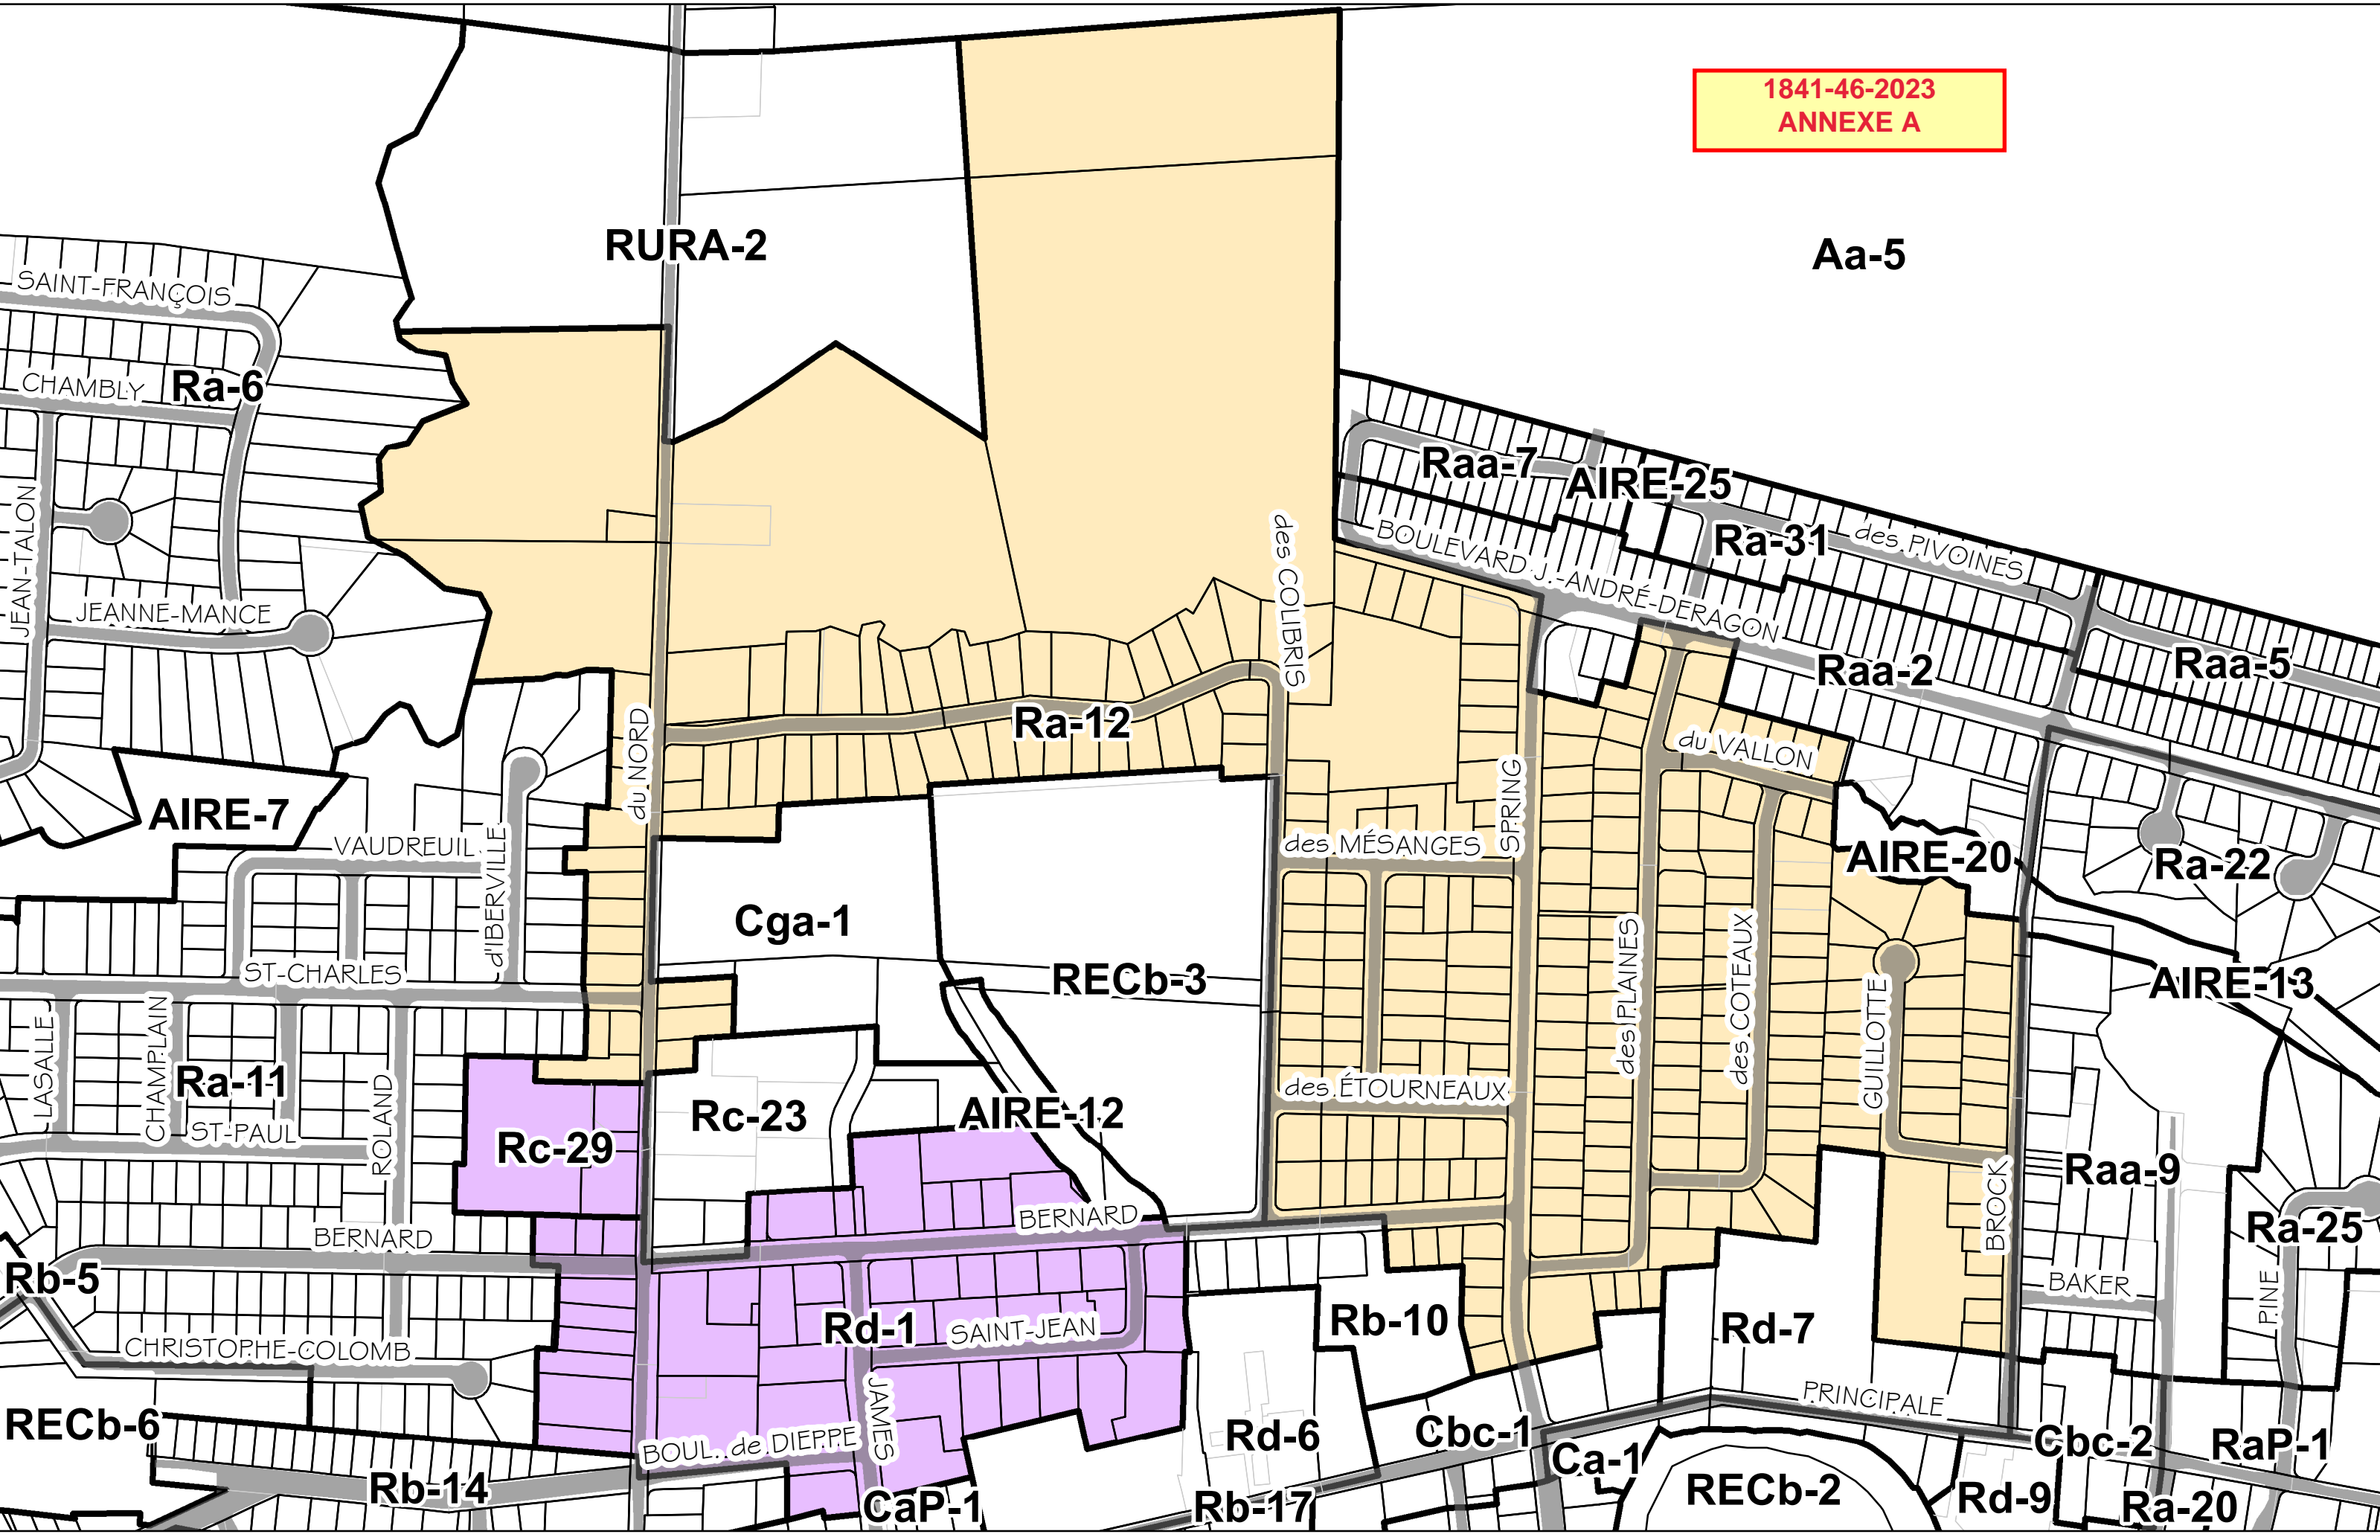 1841-46-2023
ANNEXE A
RURA-2
Aa-5
SAINT-FRANÇOIS
CHAMBLY
Ra-6
JEAN-TALON
JEANNE-MANCE
Raa-7
AIRE-25
Ra-31
des PIVOINES
BOULEVARD J.-ANDRÉ-DERAGON
des COLIBRIS
Raa-2
Raa-5
Ra-12
du NORD
du VALLON
SPRING
AIRE-7
VAUDREUIL
d'IBERVILLE
des MÉSANGES
AIRE-20
Ra-22
Cga-1
RECb-3
ST-CHARLES
des PLAINES
des COTEAUX
GUILLOTTE
AIRE-13
LASALLE
CHAMPLAIN
Ra-11
ROLAND
ST-PAUL
Rc-29
Rc-23
AIRE-12
des ÉTOURNEAUX
Raa-9
BROCK
BERNARD
BERNARD
Ra-25
Rb-5
BAKER
PINE
Rd-1
SAINT-JEAN
Rb-10
Rd-7
CHRISTOPHE-COLOMB
JAMES
PRINCIPALE
RECb-6
BOUL. de DIEPPE
Rd-6
Cbc-1
Ca-1
Cbc-2
RaP-1
Rb-14
CaP-1
Rb-17
RECb-2
Rd-9
Ra-20